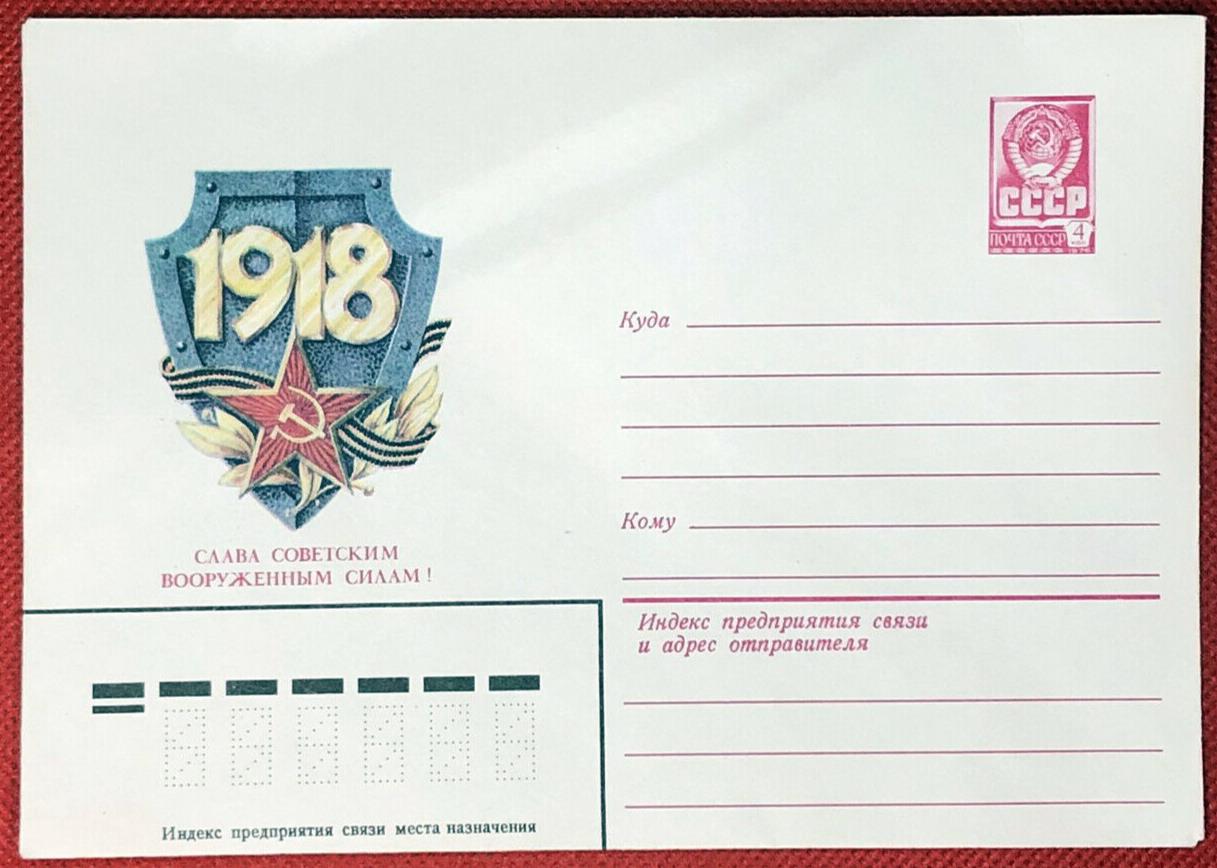 1918
СЛАВА СОВЕТСКИМ
ВООРУЖЕННЫМ СИЛАМ!
СССР
ПОЧТА СССР 4
Куда
Кому
Индекс предприятия связи
и адрес отправителя
Индекс предприятия связи места назначения